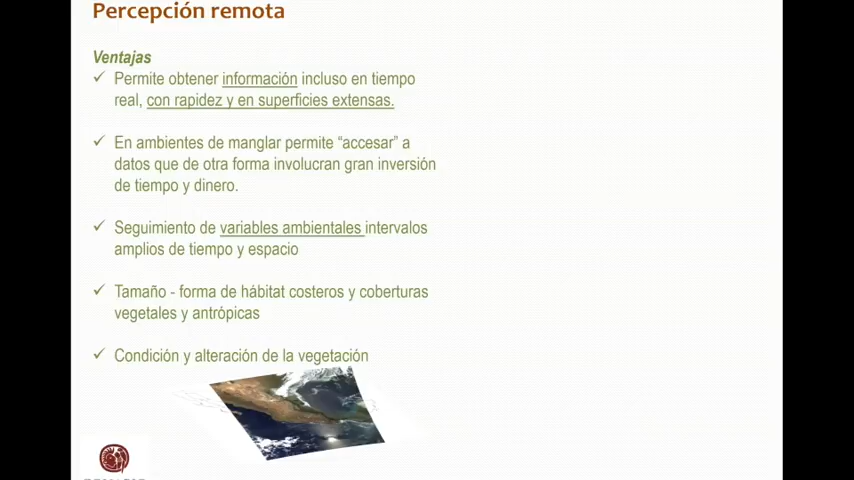 Percepción remota
Ventajas
✓ Permite obtener información incluso en tiempo
real, con rapidez y en superficies extensas.
✓ En ambientes de manglar permite “accesar” a
datos que de otra forma involucran gran inversión
de tiempo y dinero.
✓ Seguimiento de variables ambientales intervalos
amplios de tiempo y espacio
✓ Tamaño - forma de hábitat costeros y coberturas
vegetales y antrópicas
✓ Condición y alteración de la vegetación